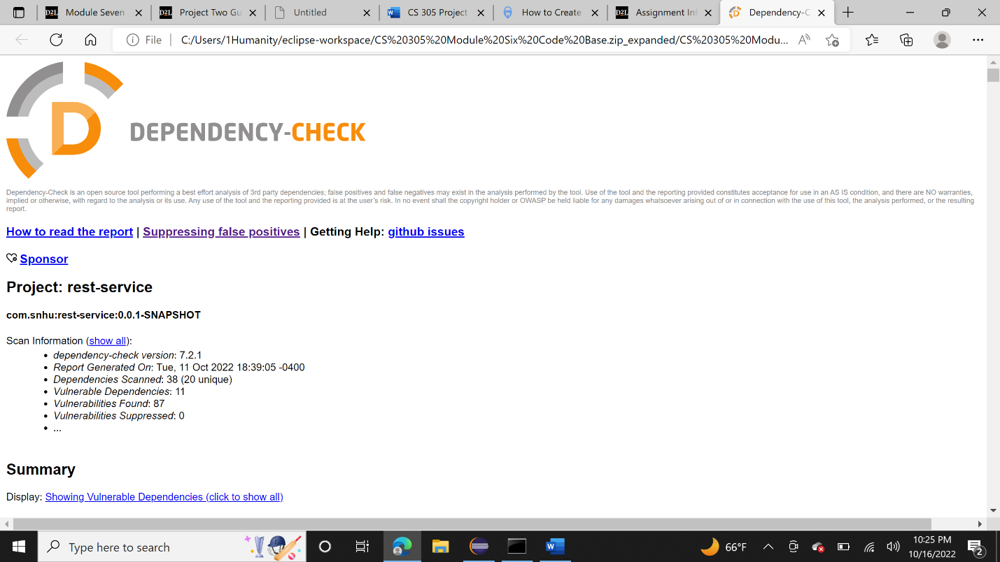 Module Seven
Project Two Gu
Untitled
CS 305 Project
How to Create
Assignment Inf
Dependency-C
File
C:/Users/1Humanity/eclipse-workspace/CS%20305%20Module%20Six%20Code%20Base.zip_expanded/CS%20305%20Modu...
DEPENDENCY-CHECK
Dependency-Check is an open source tool performing a best effort analysis of 3rd party dependencies; false positives and false negatives may exist in the analysis performed by the tool. Use of the tool and the reporting provided constitutes acceptance for use in an AS IS condition, and there are NO warranties,
implied or otherwise, with regard to the analysis or its use. Any use of the tool and the reporting provided is at the user's risk. In no event shall the copyright holder or OWASP be held liable for any damages whatsoever arising out of or in connection with the use of this tool, the analysis performed, or the resulting
report.
How to read the report | Suppressing false positives | Getting Help: github issues
Sponsor
Project: rest-service
com.snhu:rest-service:0.0.1-SNAPSHOT
Scan Information (show all):
• dependency-check version: 7.2.1
• Report Generated On: Tue, 11 Oct 2022 18:39:05 -0400
• Dependencies Scanned: 38 (20 unique)
• Vulnerable Dependencies: 11
• Vulnerabilities Found: 87
• Vulnerabilities Suppressed: 0
• ...
Summary
Display: Showing Vulnerable Dependencies (click to show all)
Type here to search
66°F
10:25 PM
10/16/2022
2